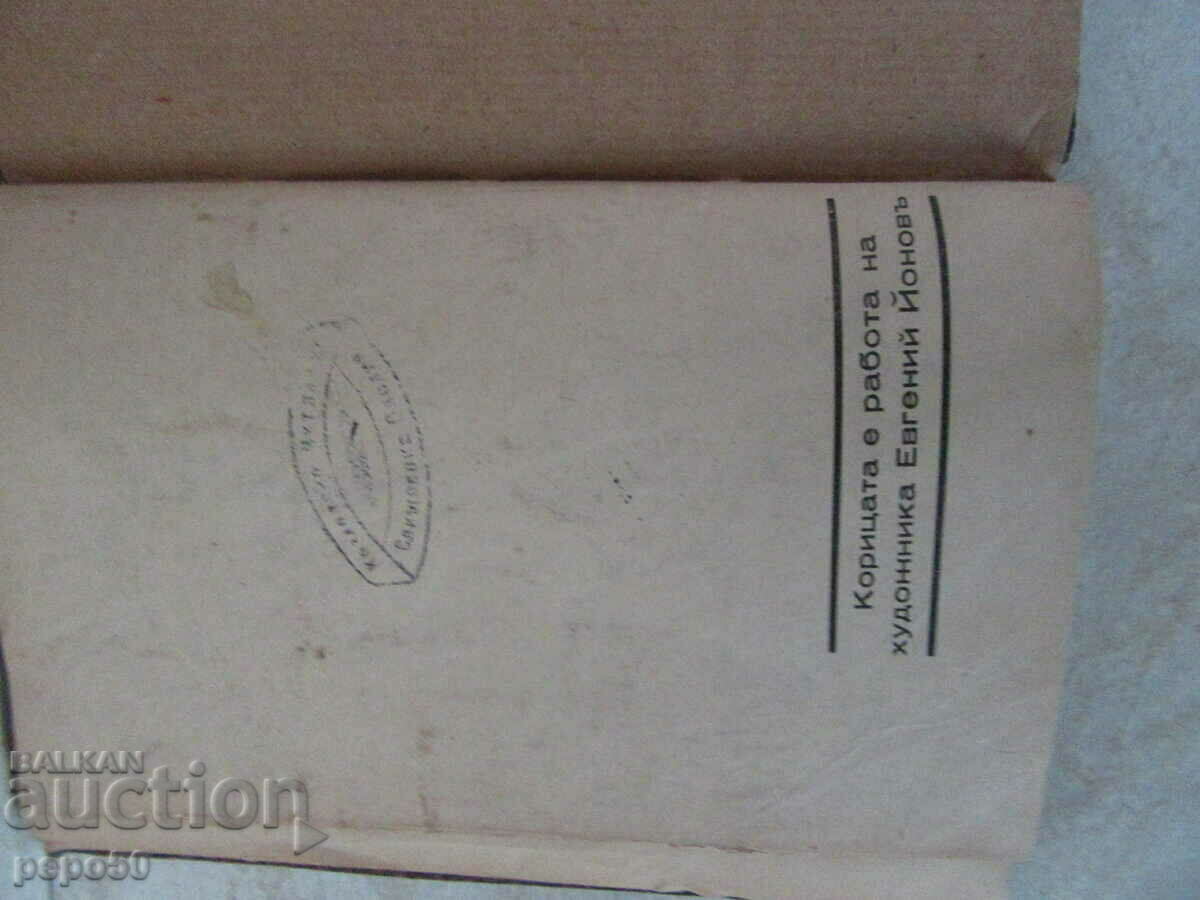 Корицата е работа на
художника Евгений Йоновъ
BALKAN
auction
pepo50